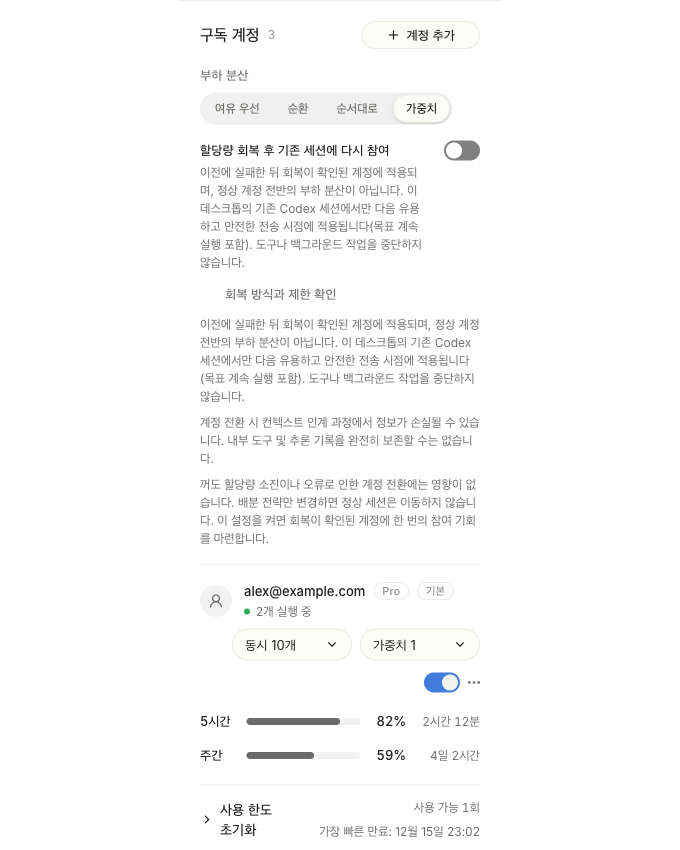 구독 계정 3
+ 계정 추가
부하 분산
여유 우선 순환 순서대로 가중치
할당량 회복 후 기존 세션에 다시 참여
이전에 실패한 뒤 회복이 확인된 계정에 적용되
며, 정상 계정 전반의 부하 분산이 아닙니다. 이
데스크톱의 기존 Codex 세션에서만 다음 유용
하고 안전한 전송 시점에 적용됩니다(목표 계속
실행 포함). 도구나 백그라운드 작업을 중단하지
않습니다.
회복 방식과 제한 확인
이전에 실패한 뒤 회복이 확인된 계정에 적용되며, 정상 계정
전반의 부하 분산이 아닙니다. 이 데스크톱의 기존 Codex
세션에서만 다음 유용하고 안전한 전송 시점에 적용됩니다
(목표 계속 실행 포함). 도구나 백그라운드 작업을 중단하지
않습니다.
계정 전환 시 컨텍스트 인계 과정에서 정보가 손실될 수 있습
니다. 내부 도구 및 추론 기록을 완전히 보존할 수는 없습니
다.
꺼도 할당량 소진이나 오류로 인한 계정 전환에는 영향이 없
습니다. 배분 전략만 변경하면 정상 세션은 이동하지 않습니
다. 이 설정을 켜면 회복이 확인된 계정에 한 번의 참여 기회
를 마련합니다.
alex@example.com Pro 기본
2개 실행 중
동시 10개 가중치 1
5시간 82% 2시간 12분
주간 59% 4일 2시간
사용 한도
초기화
사용 가능 1회
가장 빠른 만료: 12월 15일 23:02